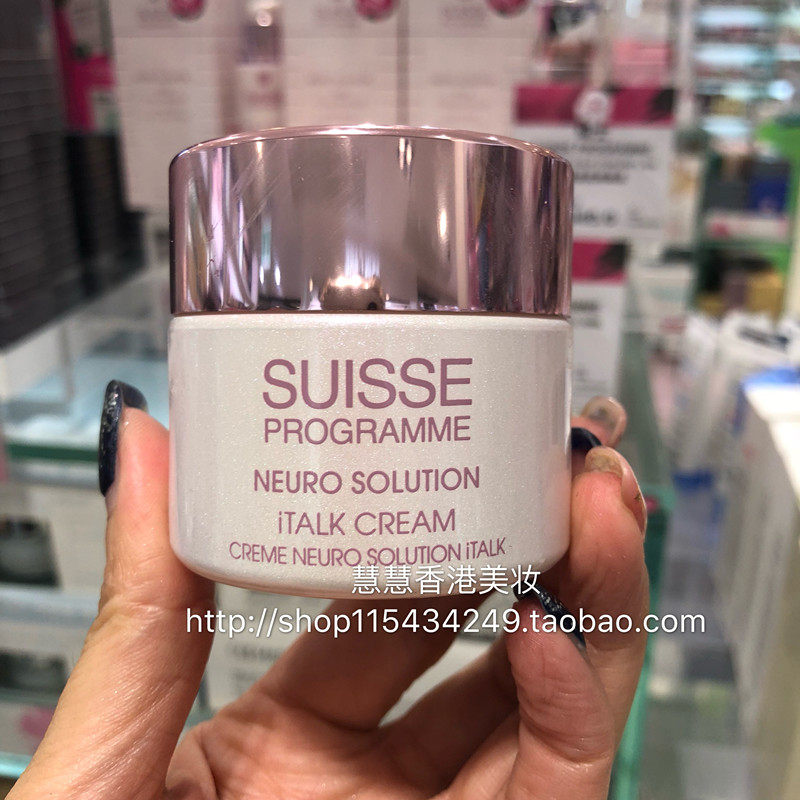 SUISSE
PROGRAMME
NEURO SOLUTION
iTALK CREAM
CREME NEURO SOLUTION iTALK
慧慧香港美妆
http://shop115434249.taobao.com